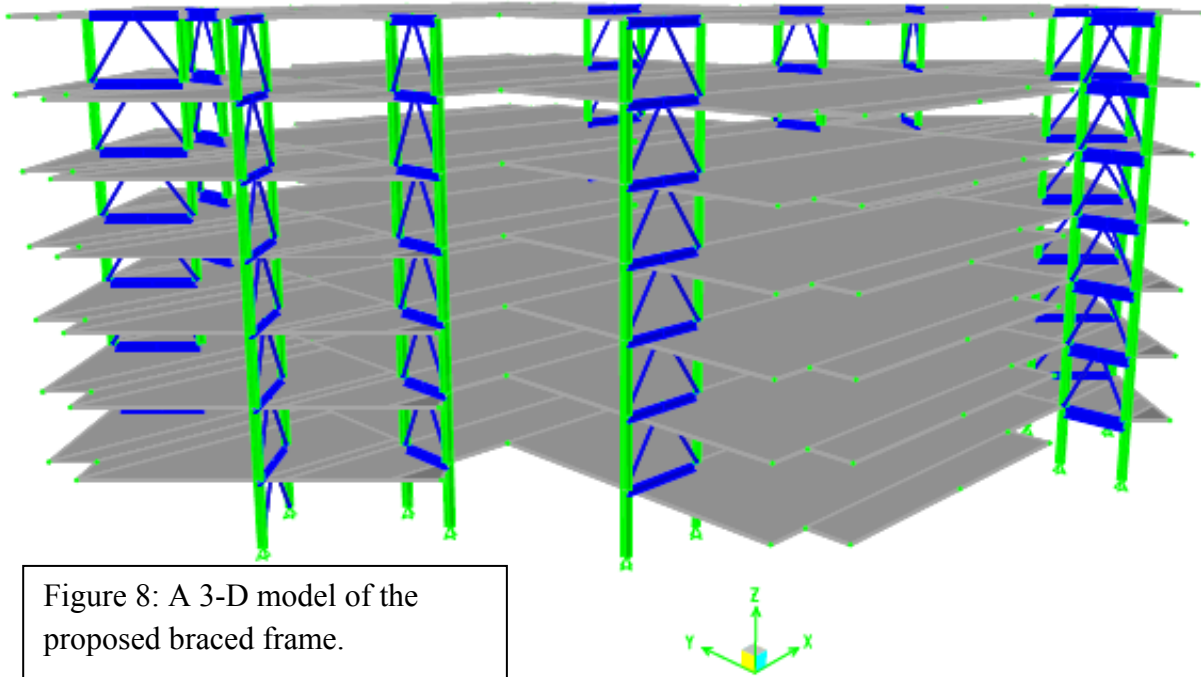 Figure 8: A 3-D model of the
proposed braced frame.
Z
Y
X